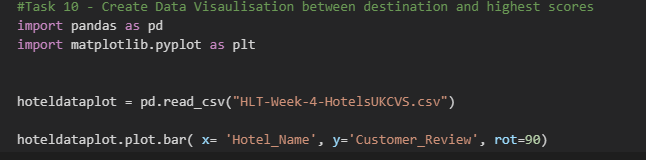 #Task 10 - Create Data Visaulisation between destination and highest scores
import pandas as pd
import matplotlib.pyplot as plt
hoteldataplot = pd.read_csv("HLT-Week-4-HotelsUKCVS.csv")
hoteldataplot.plot.bar( x= 'Hotel_Name', y='Customer_Review', rot=90)